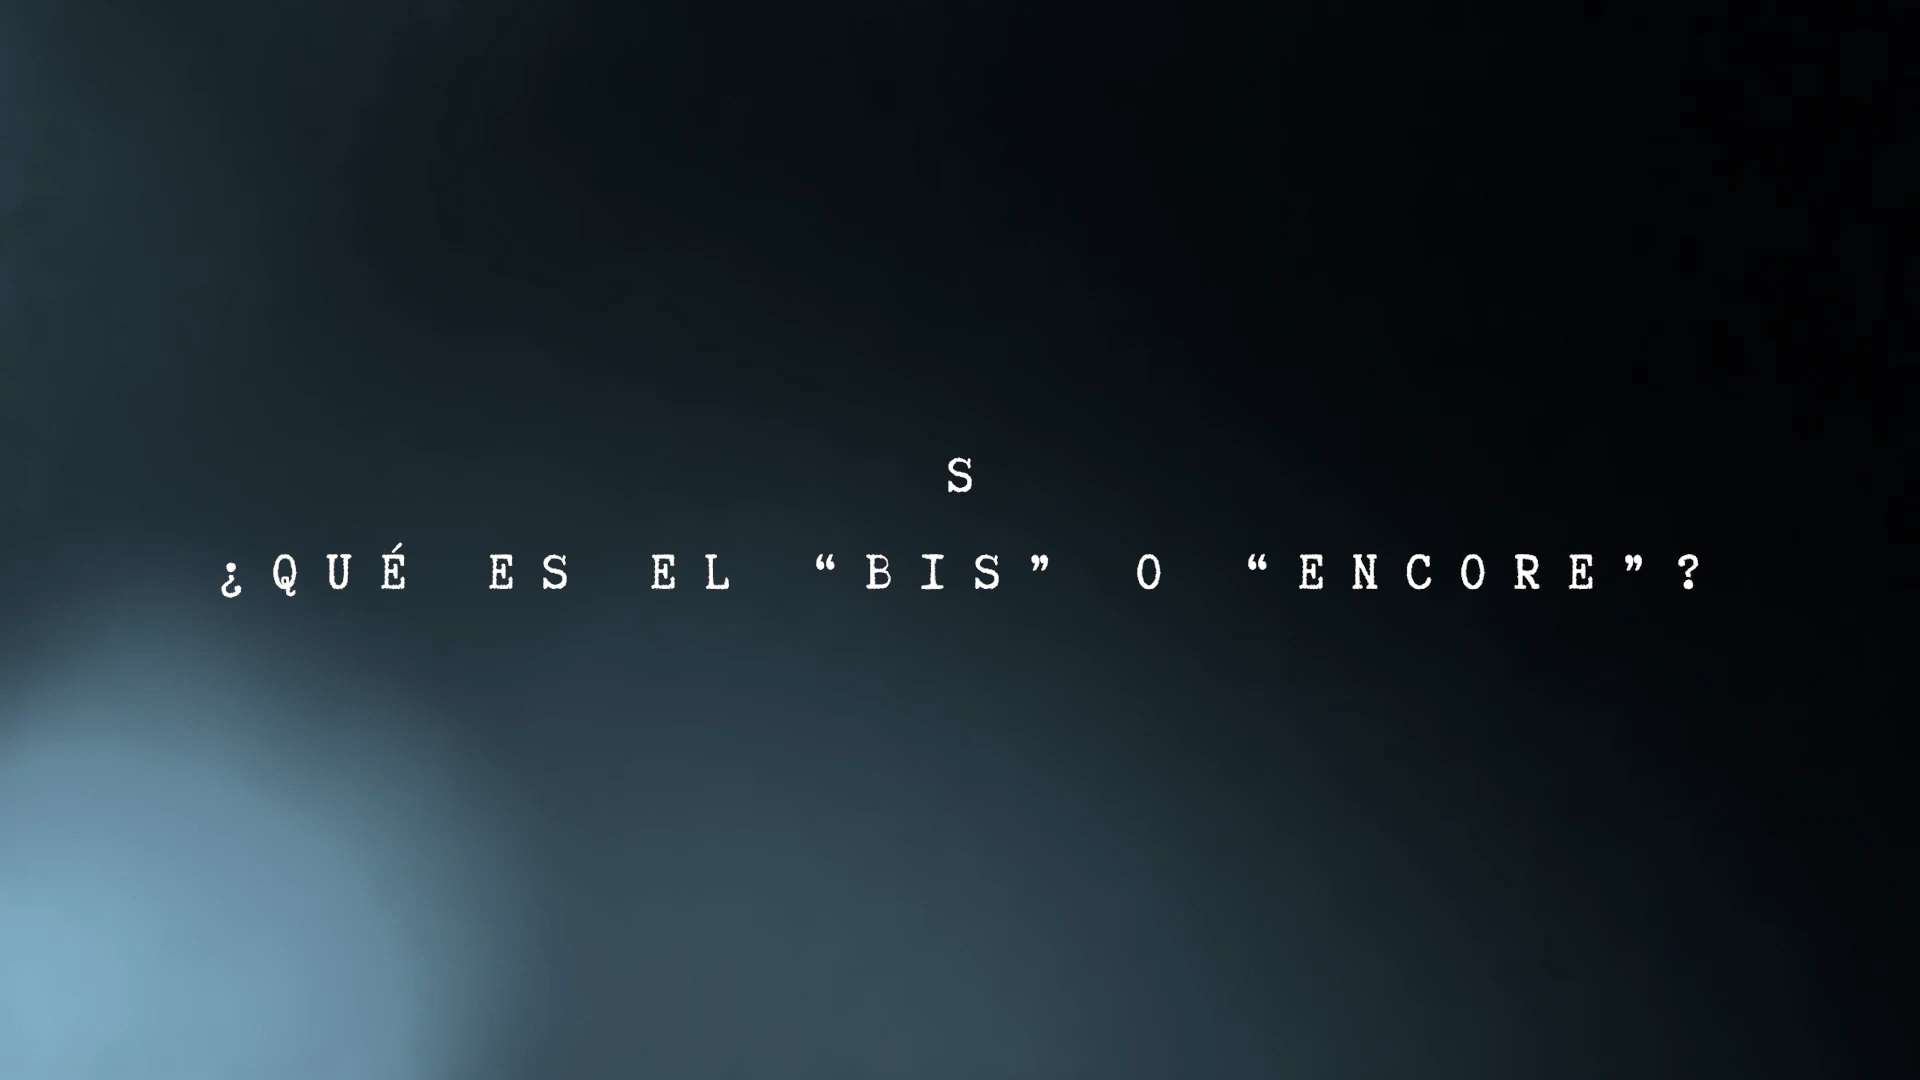 S
¿QUÉ ES EL “BIS” O “ENCORE”?